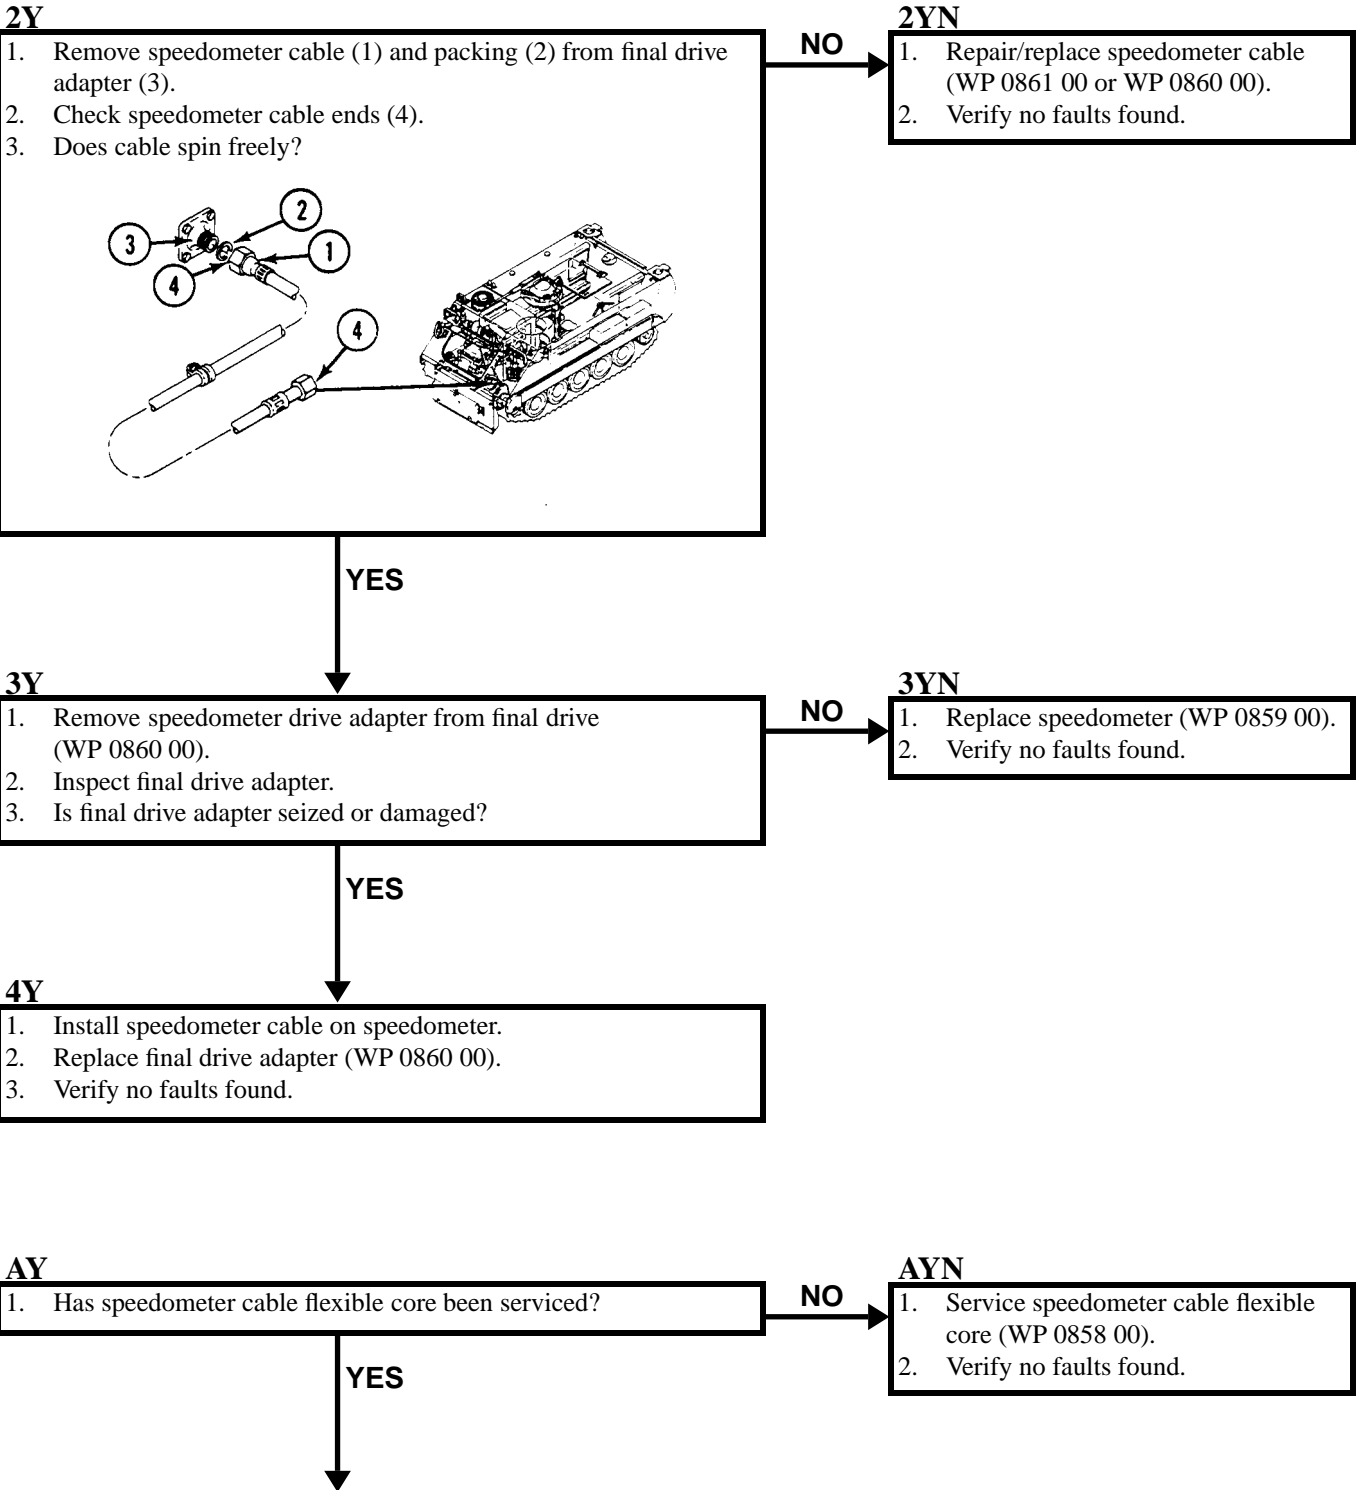 2Y
1. Remove speedometer cable (1) and packing (2) from final drive
adapter (3).
2. Check speedometer cable ends (4).
3. Does cable spin freely?
NO
2YN
1. Repair/replace speedometer cable
(WP 0861 00 or WP 0860 00).
2. Verify no faults found.
2
3
1
4
4
YES
3Y
1. Remove speedometer drive adapter from final drive
(WP 0860 00).
2. Inspect final drive adapter.
3. Is final drive adapter seized or damaged?
NO
3YN
1. Replace speedometer (WP 0859 00).
2. Verify no faults found.
YES
4Y
1. Install speedometer cable on speedometer.
2. Replace final drive adapter (WP 0860 00).
3. Verify no faults found.
AY
1. Has speedometer cable flexible core been serviced?
NO
AYN
1. Service speedometer cable flexible
core (WP 0858 00).
2. Verify no faults found.
YES